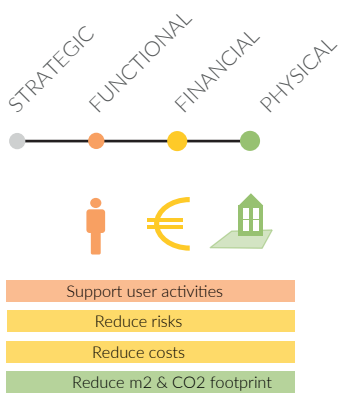 STRATEGIC
FUNCTIONAL
FINANCIAL
PHYSICAL
Support user activities
Reduce risks
Reduce costs
Reduce m2 & CO2 footprint